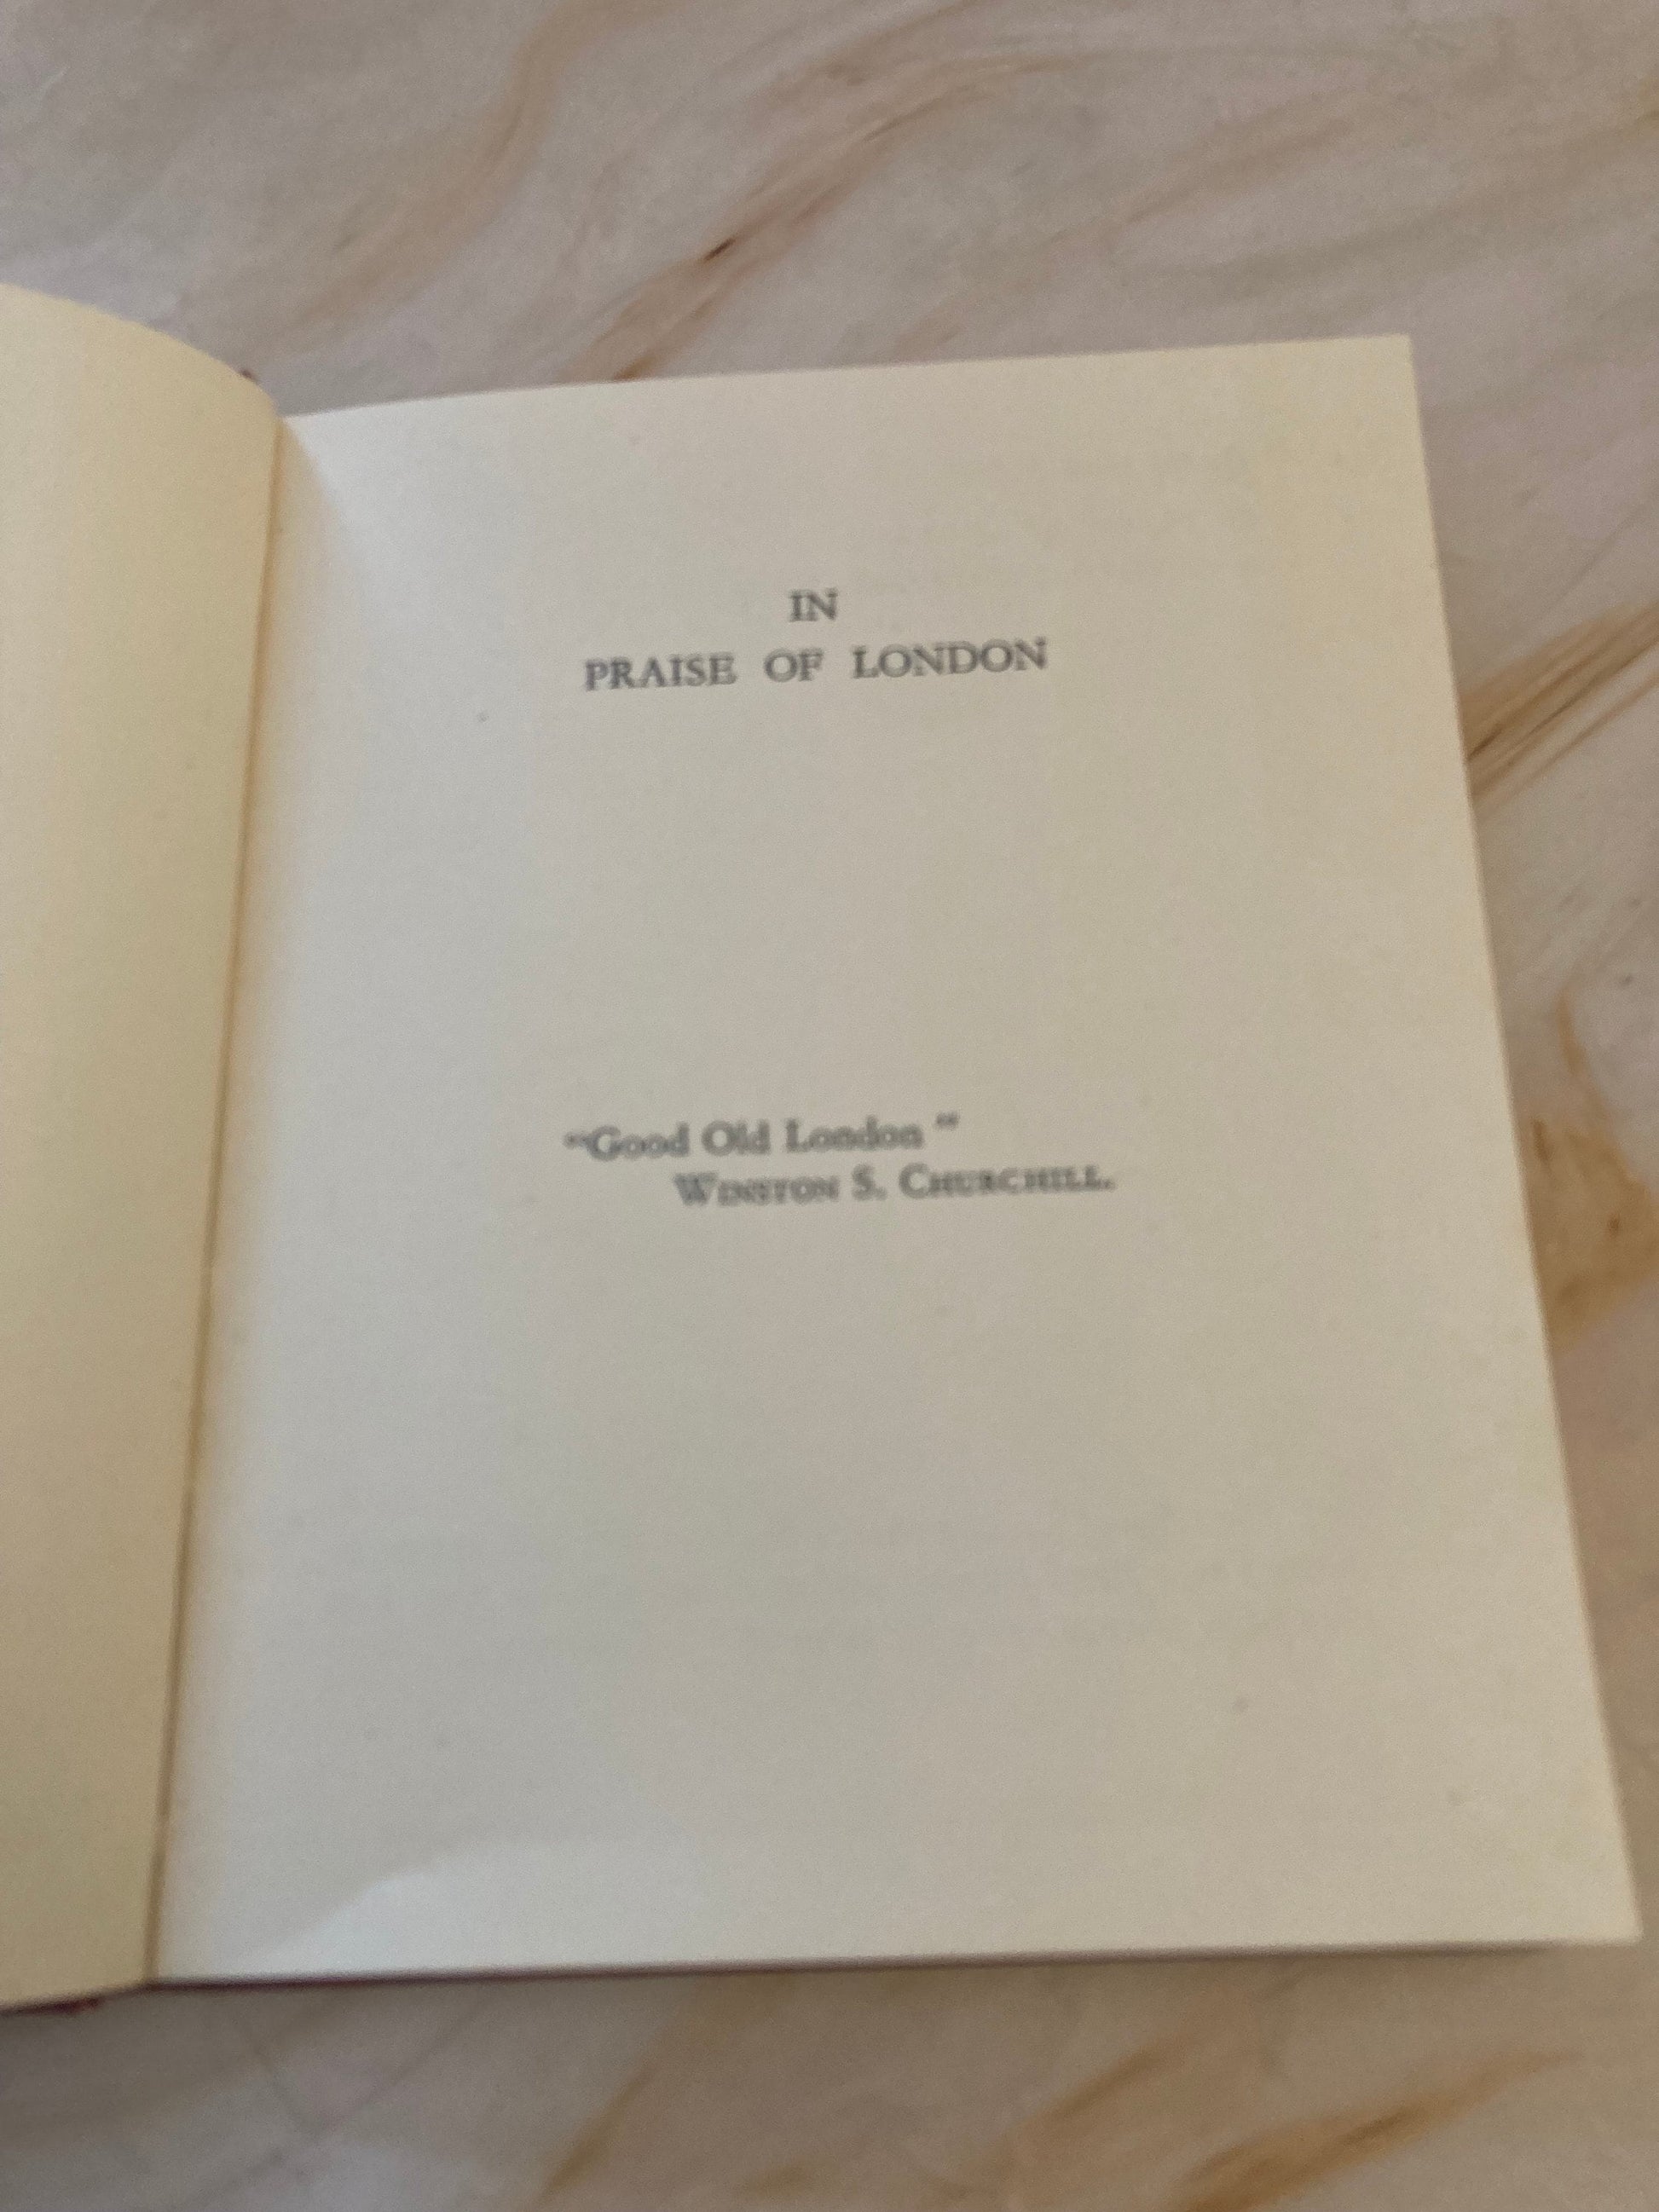 IN
PRAISE OF LONDON
“Good Old London”
WINSTON S. CHURCHILL.